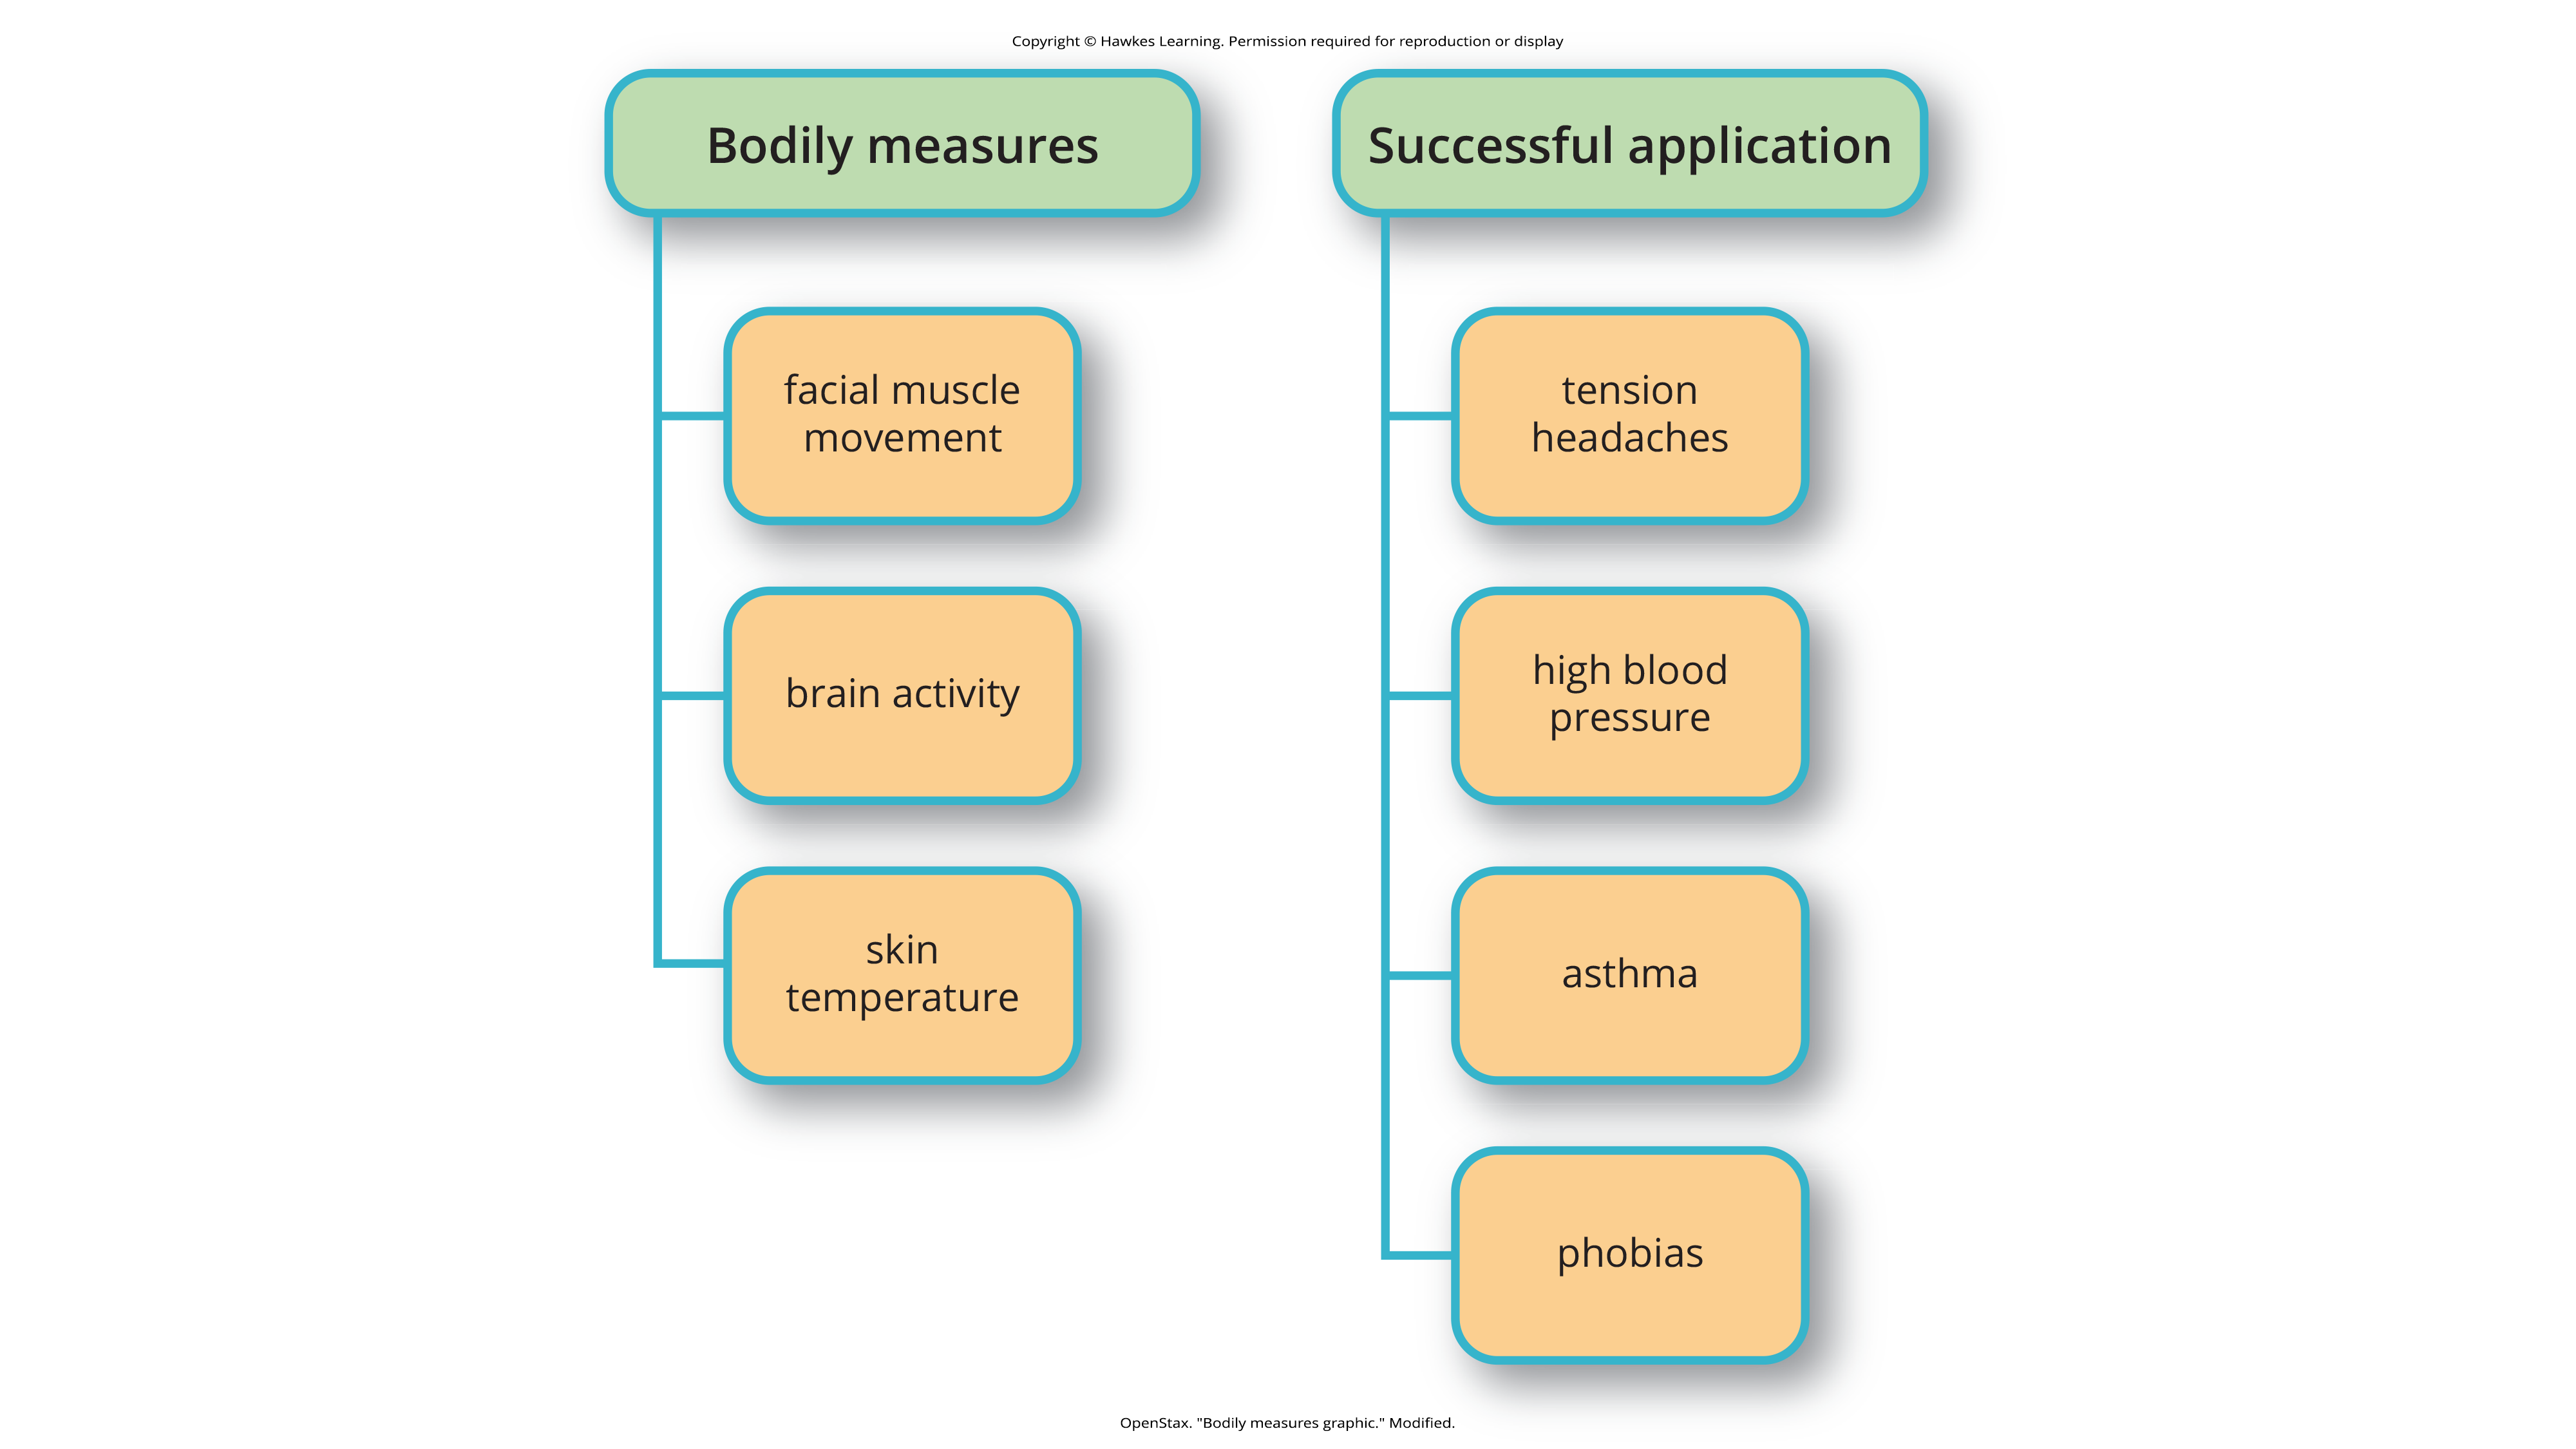 Copyright © Hawkes Learning. Permission required for reproduction or display
Bodily measures
facial muscle
movement
brain activity
skin
temperature
Successful application
tension
headaches
high blood
pressure
asthma
phobias
OpenStax. "Bodily measures graphic." Modified.